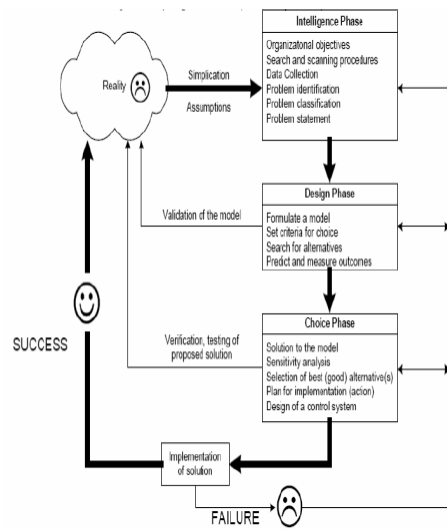 Intelligence Phase
Organizatonal objectives
Search and scanning procedures
Data Collection
Problem identification
Problem classification
Problem statement
Reality
Simplication
Assumptions
Design Phase
Formulate a model
Set criteria for choice
Search for alternatives
Predict and measure outcomes
Validation of the model
Choice Phase
Solution to the model
Sensitivity analysis
Selection of best (good) alternative(s)
Plan for implementation (action)
Design of a control system
Verification, testing of
proposed solution
SUCCESS
Implementation
of solution
FAILURE